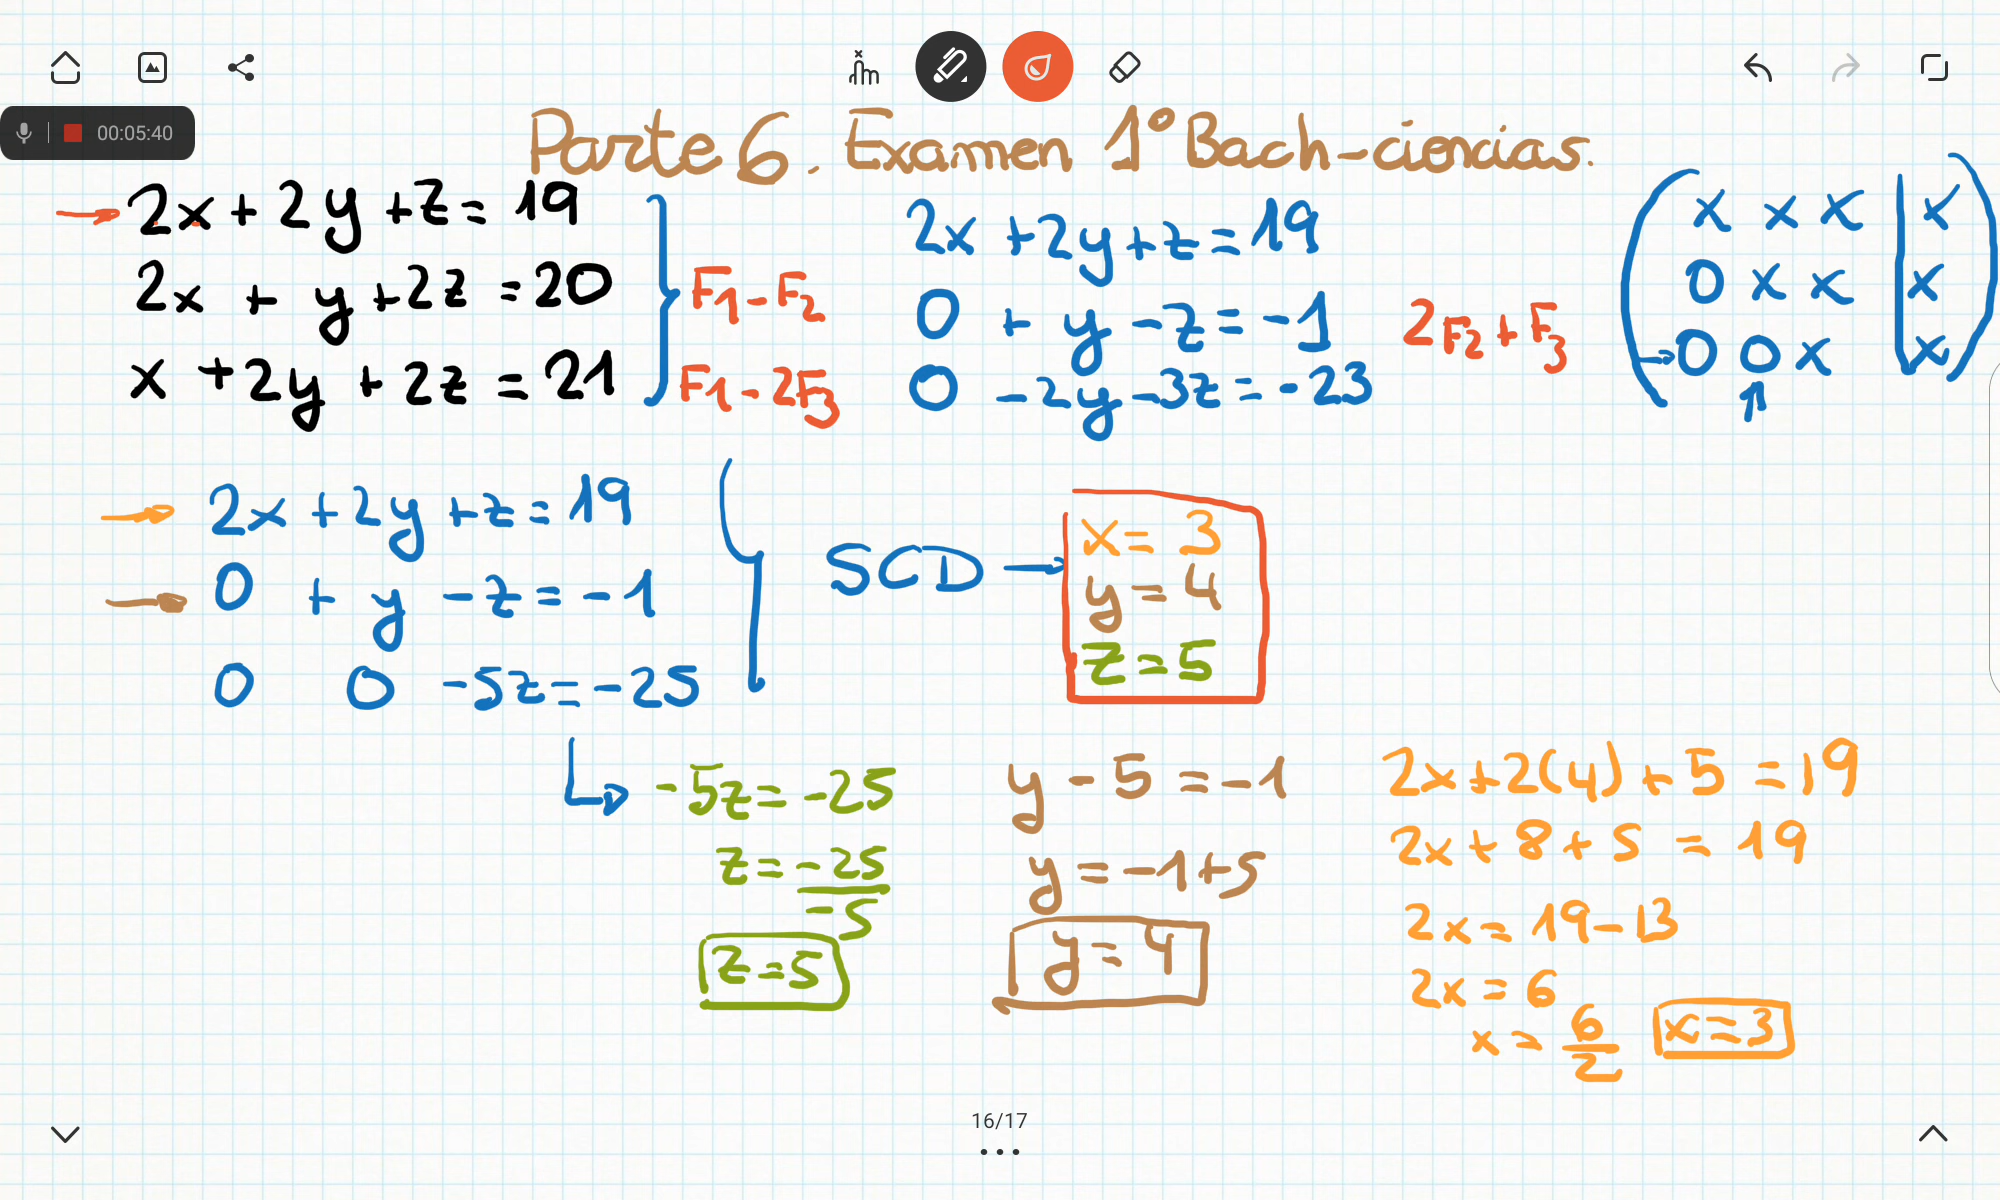 00:05:40
Parte 6. Examen 1º Bach-ciencias.
2x + 2y + z = 19
2x + y + 2z = 20
x + 2y + 2z = 21
F1 - F2
F1 - 2F3
2x + 2y + z = 19
0 + y - z = -1
0 - 2y - 3z = -23
2F2 + F3
x x x | x
0 x x | x
0 0 x | x
2x + 2y + z = 19
0 + y - z = -1
0 0 -5z = -25
SCD →
x = 3
y = 4
z = 5
-5z = -25
z = -25/-5
z = 5
y - 5 = -1
y = -1 + 5
y = 4
2x + 2(4) + 5 = 19
2x + 8 + 5 = 19
2x = 19 - 13
2x = 6
x = 6/2
x = 3
16/17